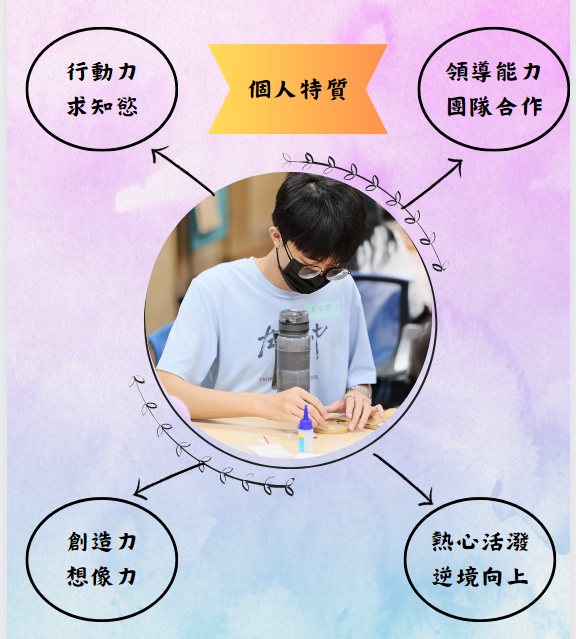 行動力
求知慾
個人特質
領導能力
團隊合作
創造力
想像力
熱心活潑
逆境向上